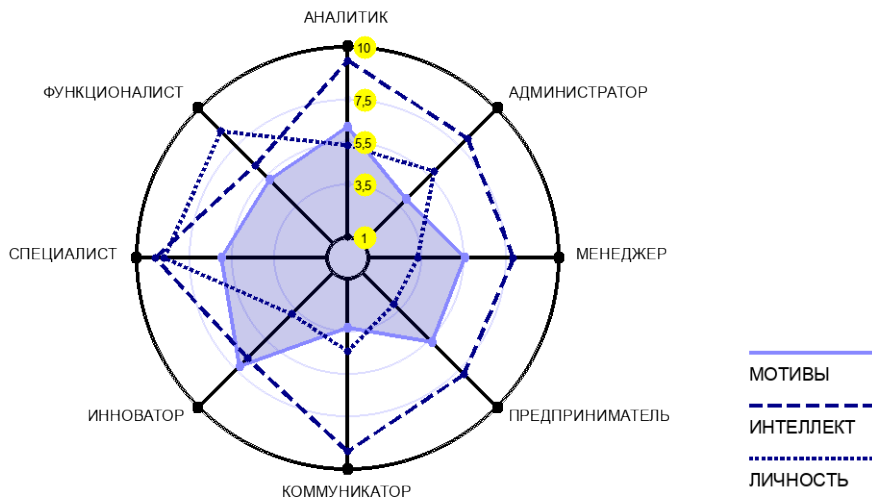 АНАЛИТИК
10
ФУНКЦИОНАЛИСТ
АДМИНИСТРАТОР
7,5
5,5
3,5
1
СПЕЦИАЛИСТ
МЕНЕДЖЕР
ИННОВАТОР
ПРЕДПРИНИМАТЕЛЬ
КОММУНИКАТОР
МОТИВЫ
ИНТЕЛЛЕКТ
ЛИЧНОСТЬ